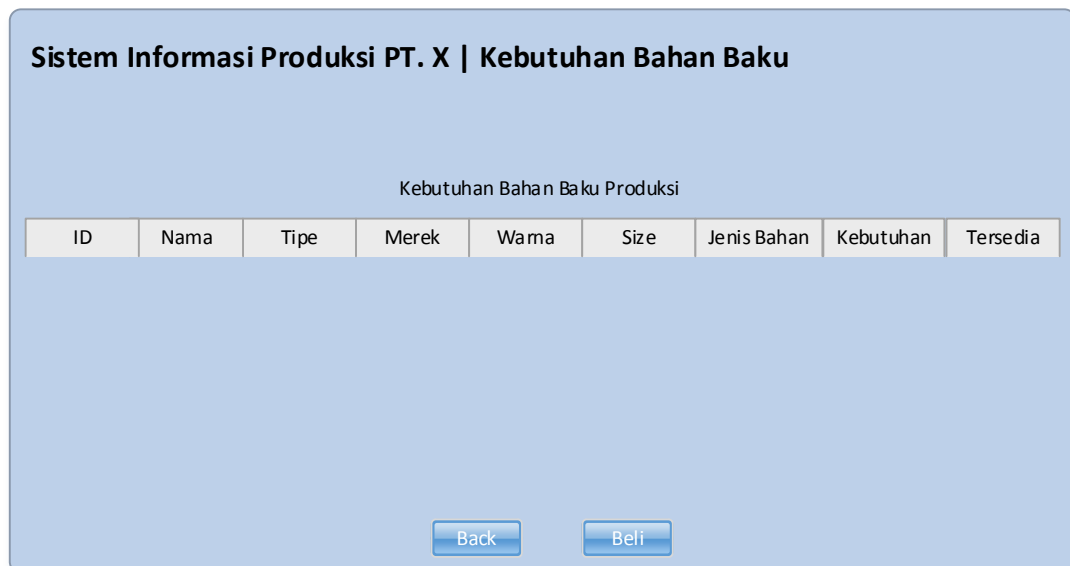 Sistem Informasi Produksi PT. X | Kebutuhan Bahan Baku
Kebutuhan Bahan Baku Produksi
ID Nama Tipe Merek Warna Size Jenis Bahan Kebutuhan Tersedia
Back Beli